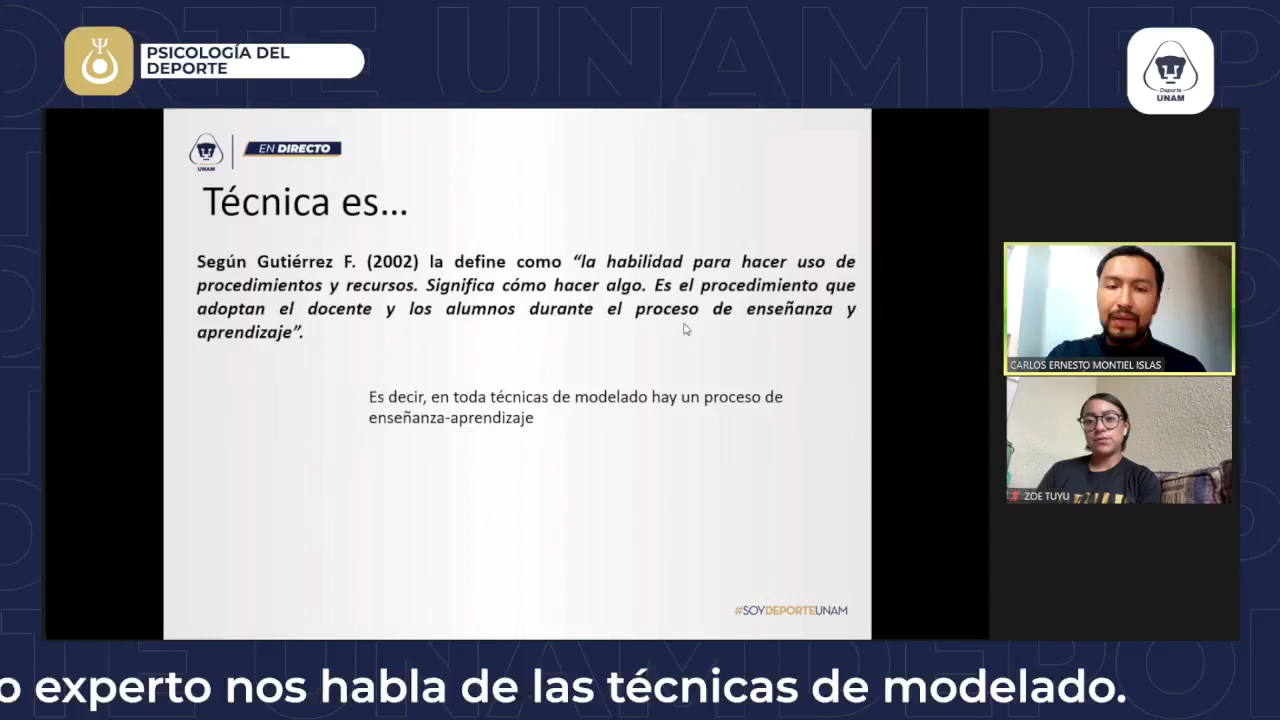 PSICOLOGÍA DEL
DEPORTE
Deporte
UNAM
UNAM
EN DIRECTO
Técnica es...
Según Gutiérrez F. (2002) la define como “la habilidad para hacer uso de
procedimientos y recursos. Significa cómo hacer algo. Es el procedimiento que
adoptan el docente y los alumnos durante el proceso de enseñanza y
aprendizaje”.
Es decir, en toda técnicas de modelado hay un proceso de
enseñanza-aprendizaje
#SOYDEPORTEUNAM
CARLOS ERNESTO MONTIEL ISLAS
ZOE TUYU
o experto nos habla de las técnicas de modelado.